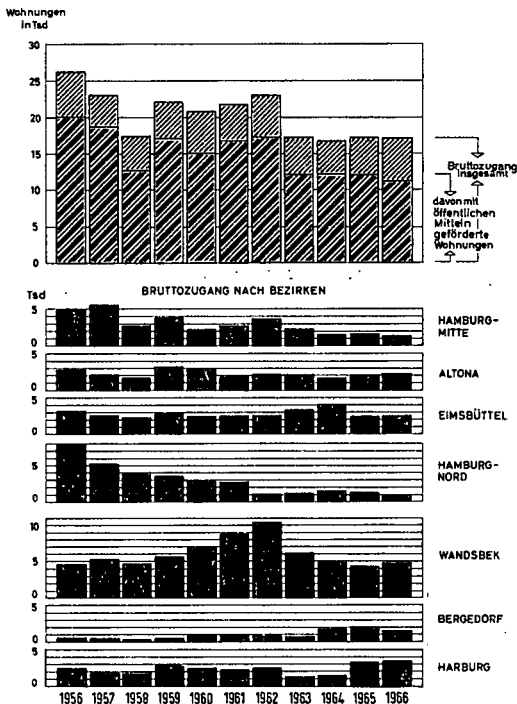 Wohnungen
in Tsd
30
25
20
15
10
5
0
Bruttozugang
insgesamt
davon mit
öffentlichen
Mitteln
geförderte
Wohnungen
Tsd
BRUTTOZUGANG NACH BEZIRKEN
5
0
HAMBURG-
MITTE
5
0
ALTONA
5
0
EIMSBÜTTEL
5
0
HAMBURG-
NORD
10
5
0
WANDSBEK
5
0
BERGEDORF
5
0
HARBURG
1956 1957 1958 1959 1960 1961 1962 1963 1964 1965 1966